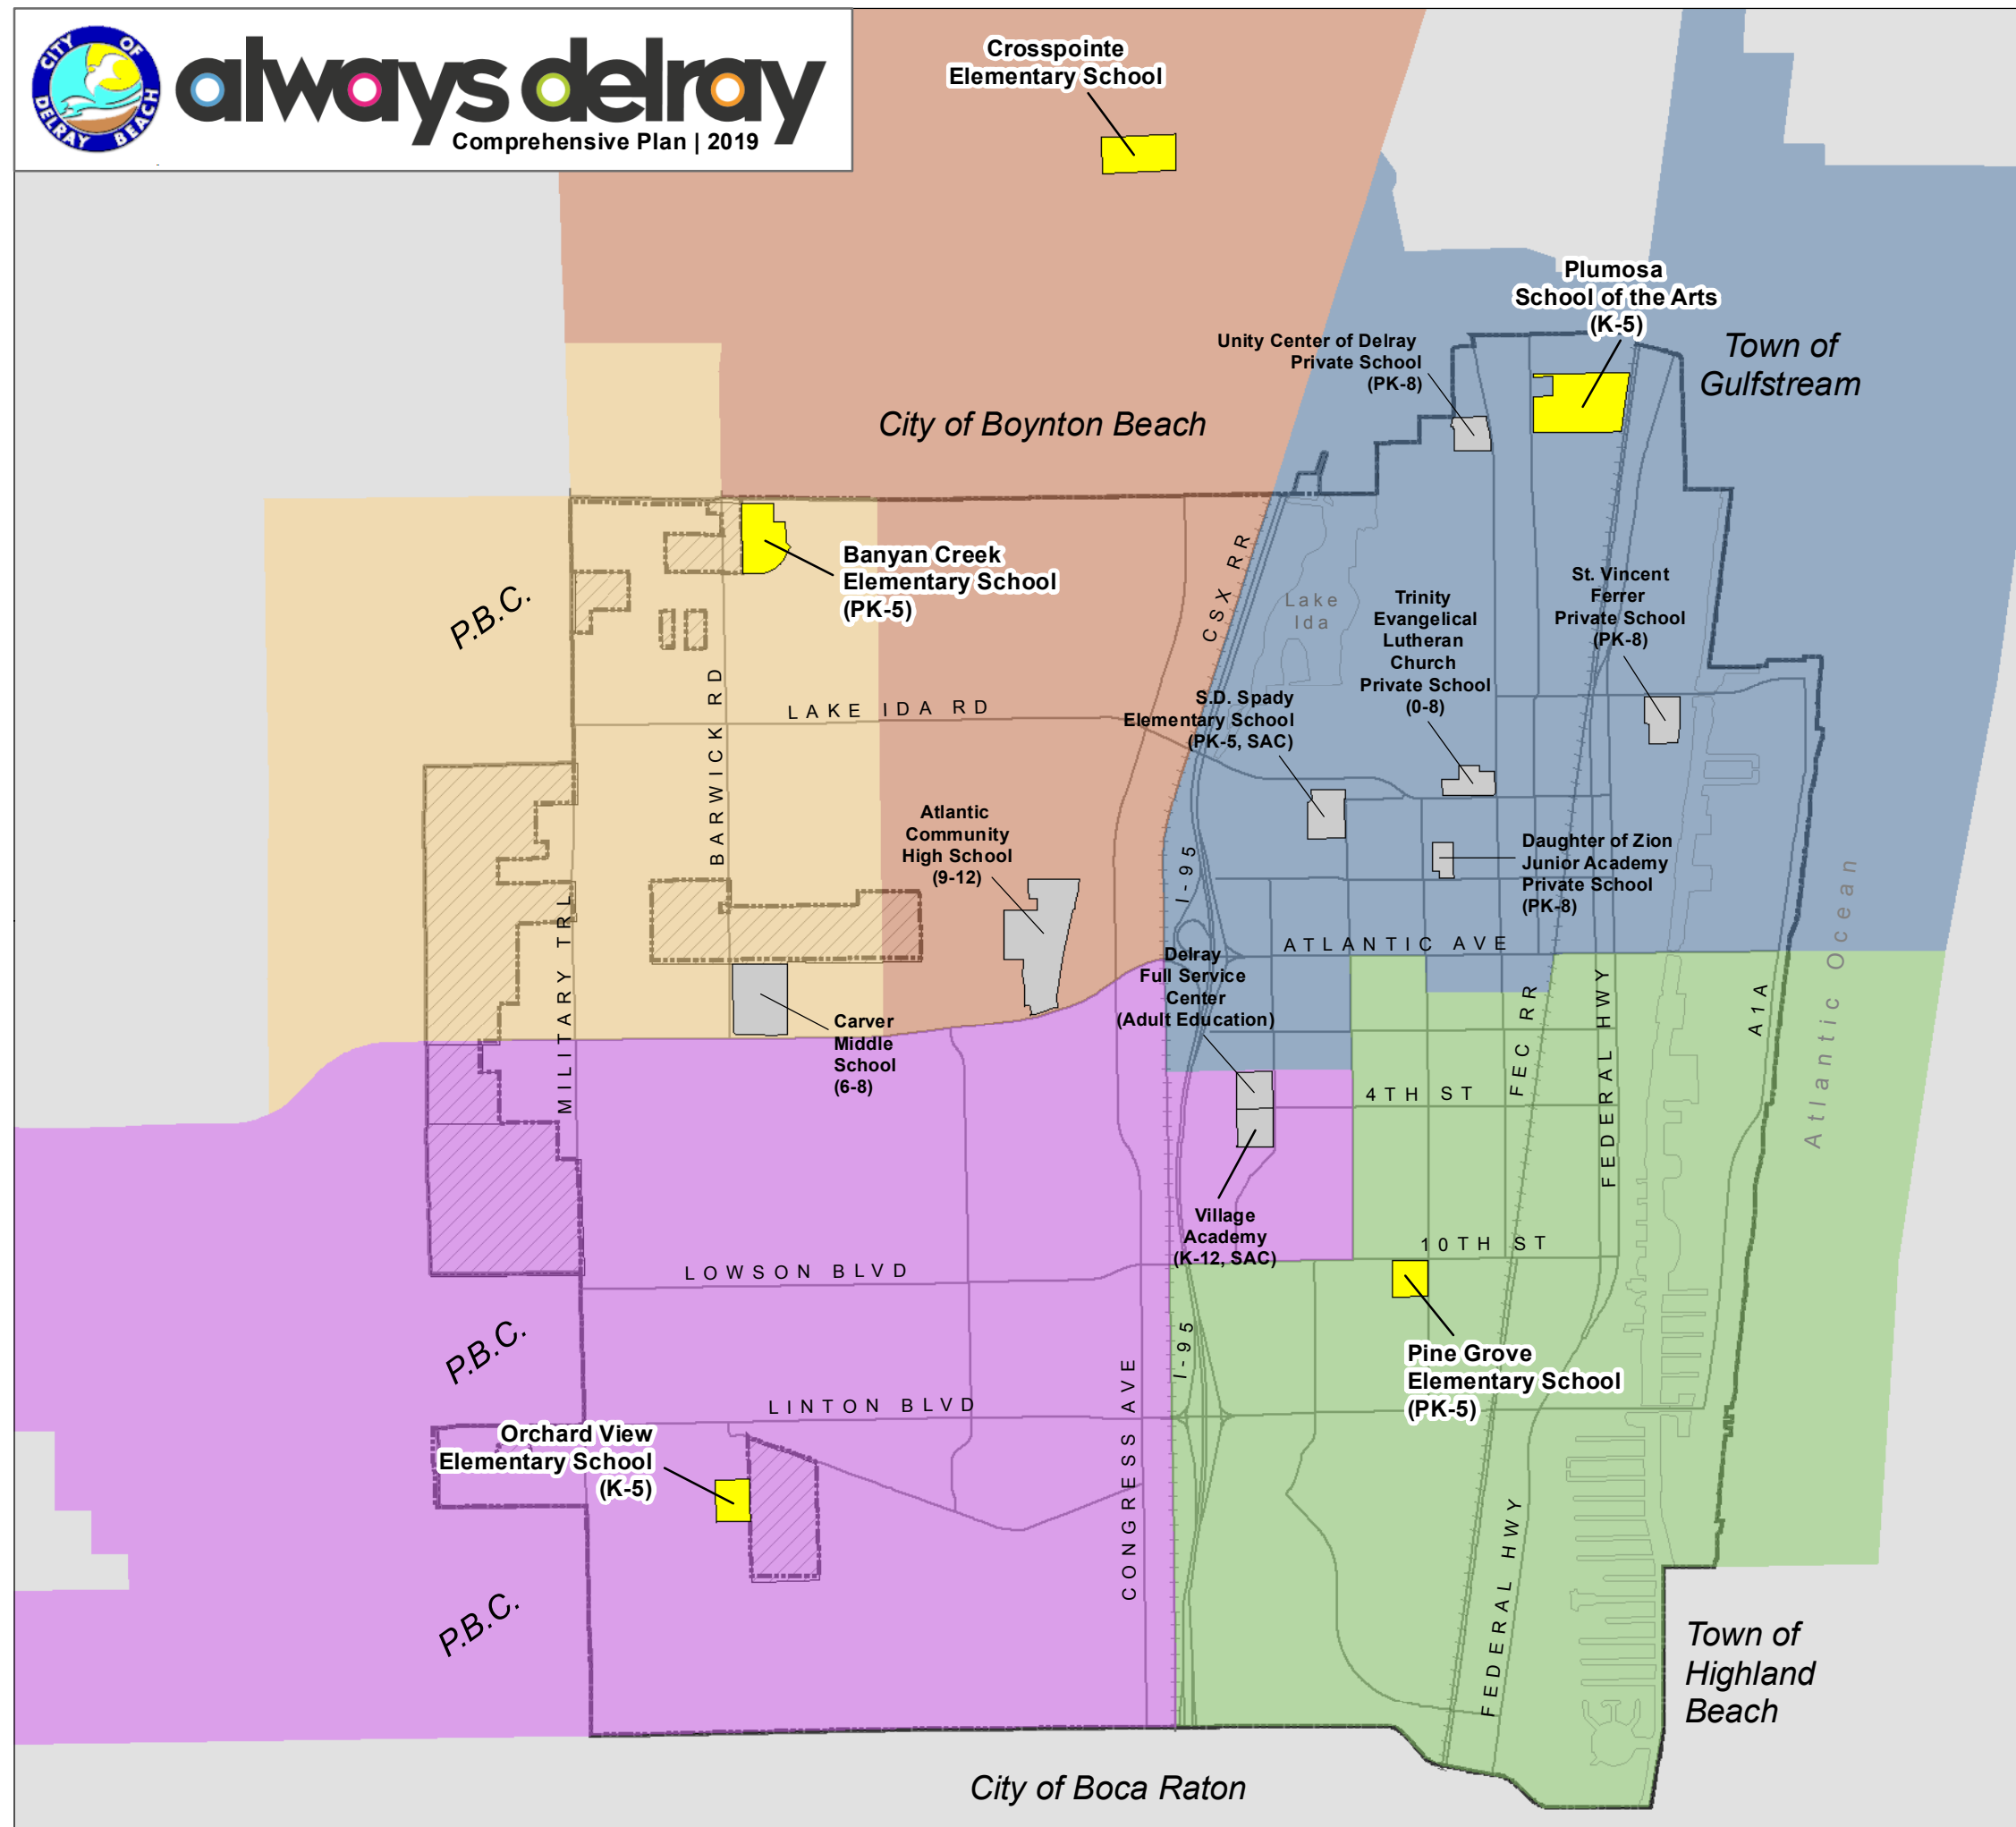 CITY OF
DELRAY BEACH
always delray
Comprehensive Plan | 2019
Crosspointe
Elementary School
Plumosa
School of the Arts
(K-5)
Town of
Gulfstream
Unity Center of Delray
Private School
(PK-8)
City of Boynton Beach
Banyan Creek
Elementary School
(PK-5)
P.B.C.
CSX RR
Lake
Ida
Trinity
Evangelical
Lutheran
Church
Private School
(0-8)
St. Vincent
Ferrer
Private School
(PK-8)
S.D. Spady
Elementary School
(PK-5, SAC)
LAKE IDA RD
BARWICK RD
Atlantic
Community
High School
(9-12)
Daughter of Zion
Junior Academy
Private School
(PK-8)
I-95
ATLANTIC AVE
Delray
Full Service
Center
(Adult Education)
MILITARY TRL
Carver
Middle
School
(6-8)
FEC RR
FEDERAL HWY
A1A
Atlantic Ocean
4TH ST
Village
Academy
(K-12, SAC)
10TH ST
LOWSON BLVD
P.B.C.
I-95
Pine Grove
Elementary School
(PK-5)
LINTON BLVD
CONGRESS AVE
Orchard View
Elementary School
(K-5)
FEDERAL HWY
P.B.C.
Town of
Highland
Beach
City of Boca Raton